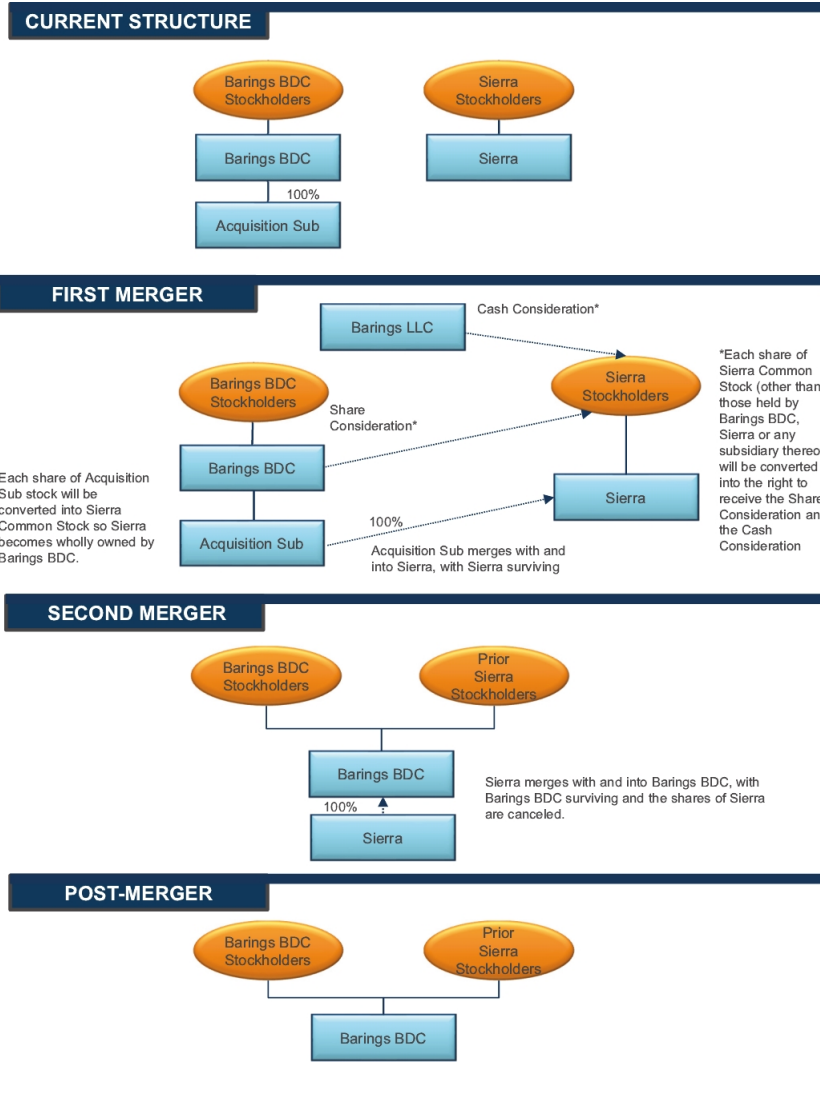 CURRENT STRUCTURE
Barings BDC
Stockholders
Sierra
Stockholders
Barings BDC
Sierra
100%
Acquisition Sub
FIRST MERGER
Cash Consideration*
Barings LLC
Barings BDC
Stockholders
Share
Consideration*
Sierra
Stockholders
*Each share of
Sierra Common
Stock (other than
those held by
Barings BDC,
Sierra or any
subsidiary thereo
will be converted
into the right to
receive the Share
Consideration an
the Cash
Consideration
Barings BDC
Sierra
Each share of Acquisition
Sub stock will be
converted into Sierra
Common Stock so Sierra
becomes wholly owned by
Barings BDC.
Acquisition Sub
100%
Acquisition Sub merges with and
into Sierra, with Sierra surviving
SECOND MERGER
Barings BDC
Stockholders
Prior
Sierra
Stockholders
Barings BDC
Sierra merges with and into Barings BDC, with
Barings BDC surviving and the shares of Sierra
are canceled.
100%
Sierra
POST-MERGER
Barings BDC
Stockholders
Prior
Sierra
Stockholders
Barings BDC